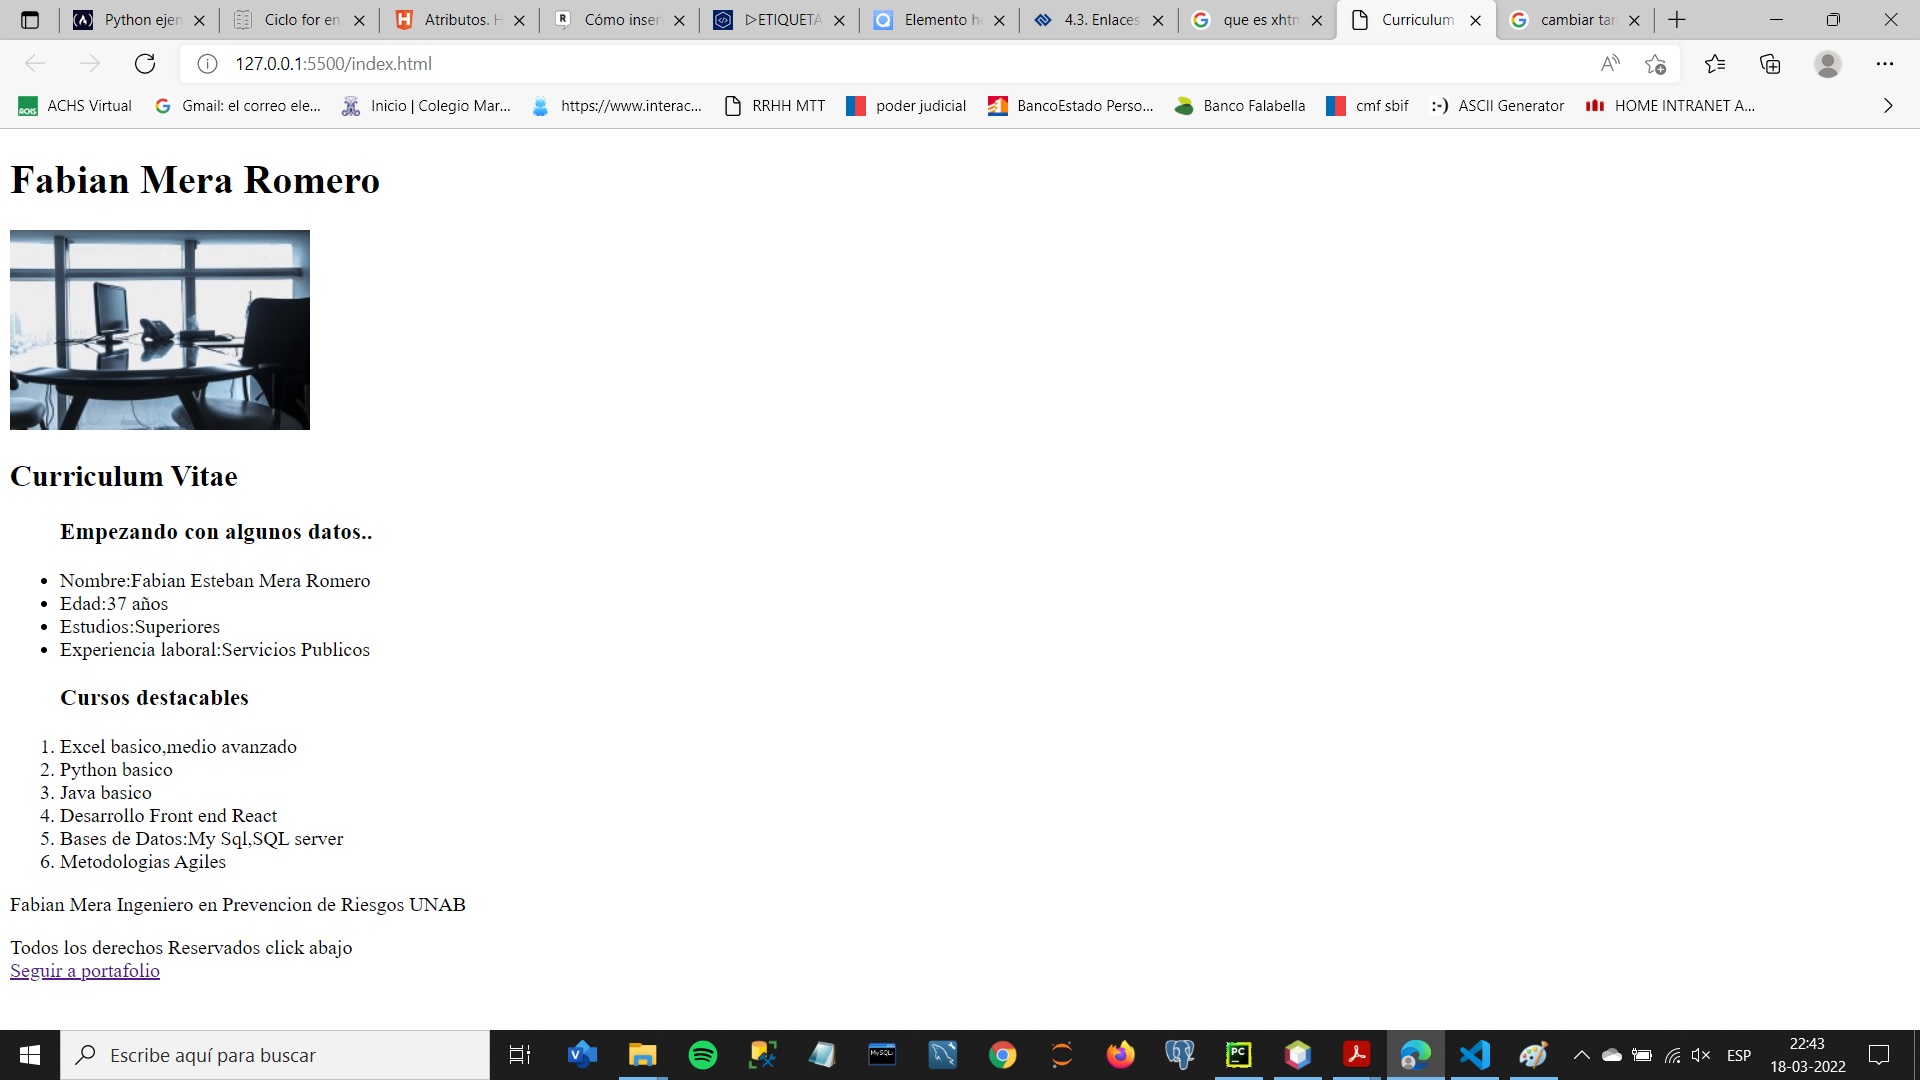 Python ejen
Ciclo for en
Atributos. H
Cómo inser
▷ETIQUETA
Elemento he
4.3. Enlaces
que es xhtm
Curriculum
cambiar tan
127.0.0.1:5500/index.html
ACHS Virtual
Gmail: el correo ele...
Inicio | Colegio Mar...
https://www.interac...
RRHH MTT
poder judicial
BancoEstado Perso...
Banco Falabella
cmf sbif
:-) ASCII Generator
HOME INTRANET A...
Fabian Mera Romero
Curriculum Vitae
Empezando con algunos datos..
• Nombre:Fabian Esteban Mera Romero
• Edad:37 años
• Estudios:Superiores
• Experiencia laboral:Servicios Publicos
Cursos destacables
1. Excel basico,medio avanzado
2. Python basico
3. Java basico
4. Desarrollo Front end React
5. Bases de Datos:My Sql,SQL server
6. Metodologias Agiles
Fabian Mera Ingeniero en Prevencion de Riesgos UNAB
Todos los derechos Reservados click abajo
Seguir a portafolio
Escribe aquí para buscar
ESP
22:43
18-03-2022